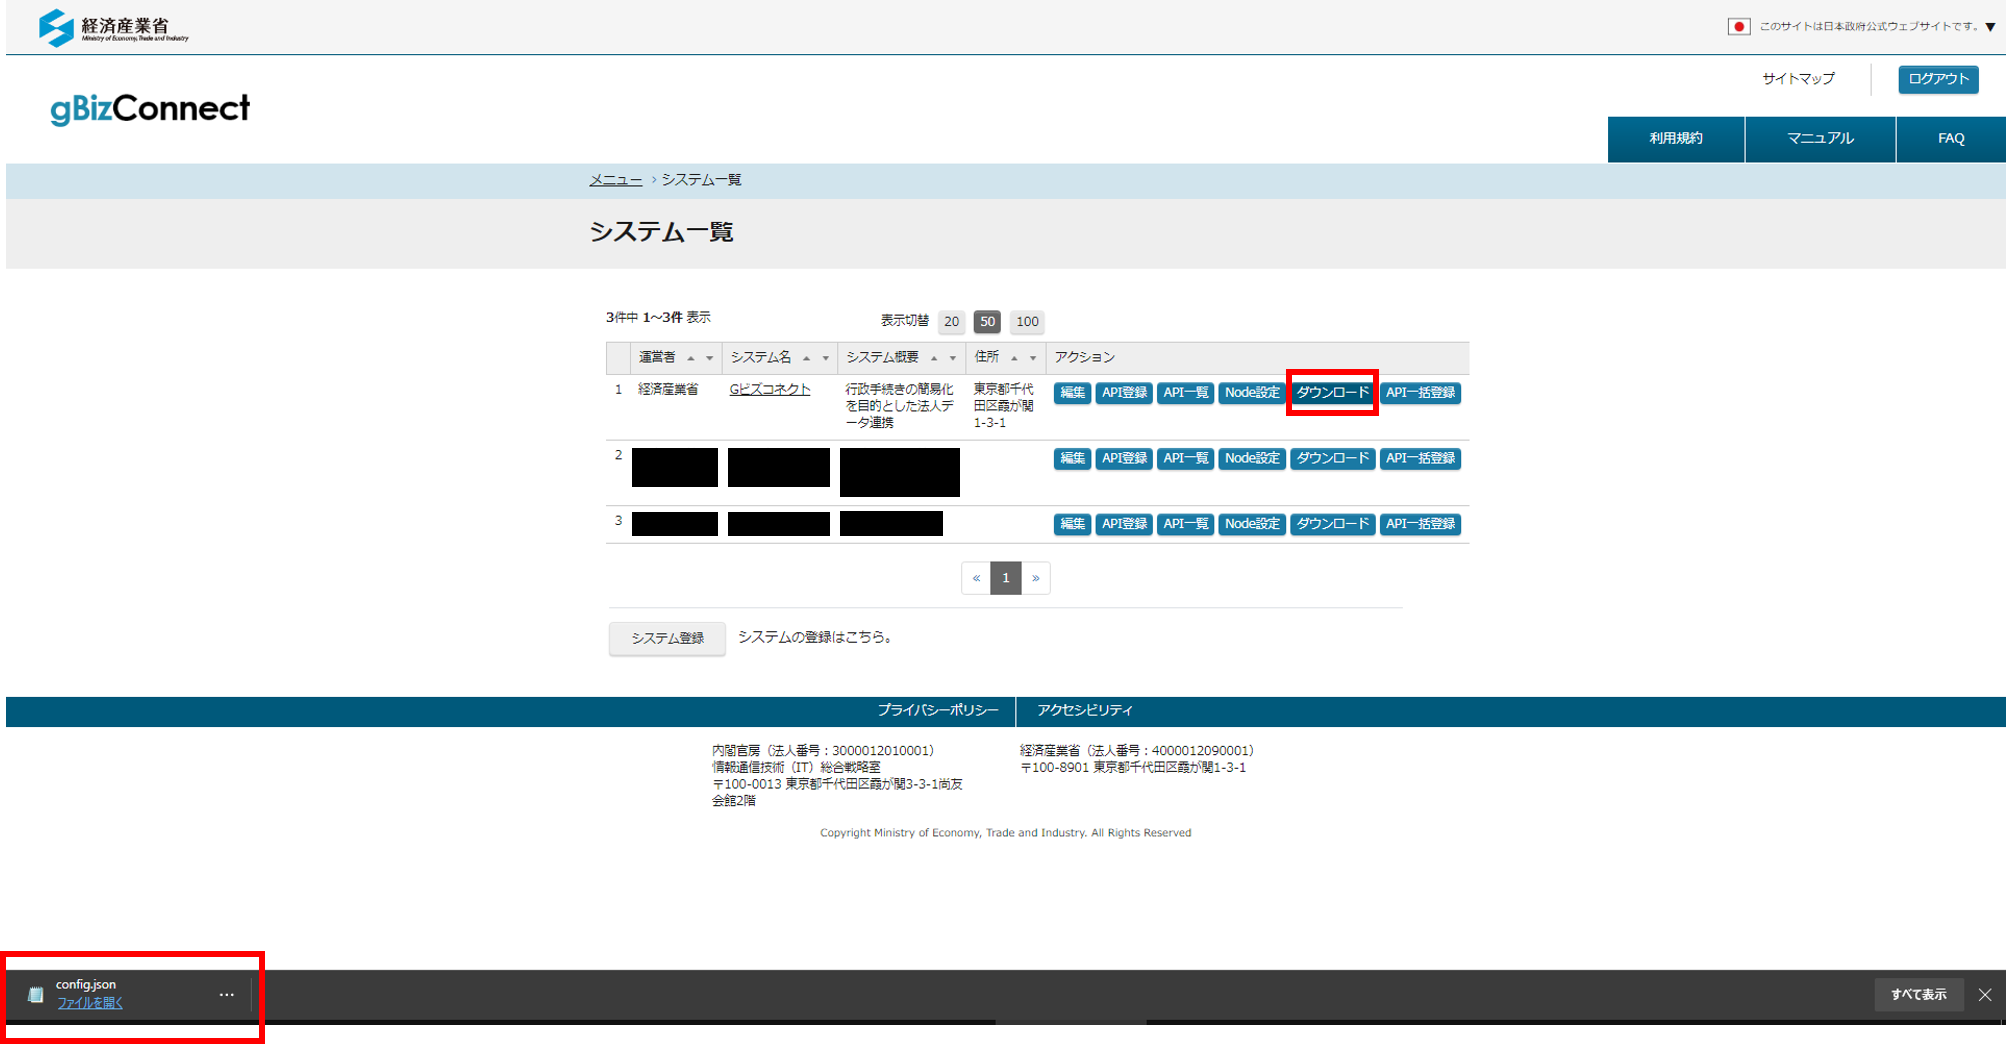 経済産業省
Ministry of Economy, Trade and Industry
このサイトは日本政府公式ウェブサイトです。▼
サイトマップ
ログアウト
gBizConnect
利用規約 マニュアル FAQ
メニュー › システム一覧
システム一覧
3件中 1〜3件 表示 表示切替 20 50 100
運営者 ▲ ▼ システム名 ▲ ▼ システム概要 ▲ ▼ 住所 ▲ ▼ アクション
1 経済産業省 Gビズコネクト 行政手続きの簡易化 東京都千代 編集 API登録 API一覧 Node設定 ダウンロード API一括登録
を目的とした法人デ 田区霞が関
ータ連携 1-3-1
2 編集 API登録 API一覧 Node設定 ダウンロード API一括登録
3 編集 API登録 API一覧 Node設定 ダウンロード API一括登録
« 1 »
システム登録 システムの登録はこちら。
プライバシーポリシー アクセシビリティ
内閣官房（法人番号：3000012010001）
情報通信技術（IT）総合戦略室
〒100-0013 東京都千代田区霞が関3-3-1尚友
会館2階
経済産業省（法人番号：4000012090001）
〒100-8901 東京都千代田区霞が関1-3-1
Copyright Ministry of Economy, Trade and Industry. All Rights Reserved
config.json
ファイルを開く
…
すべて表示